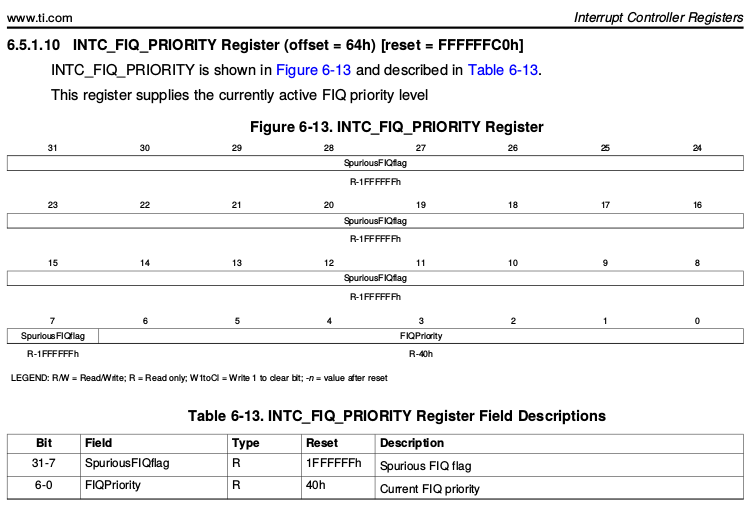 www.ti.com Interrupt Controller Registers
6.5.1.10 INTC_FIQ_PRIORITY Register (offset = 64h) [reset = FFFFFFC0h]
INTC_FIQ_PRIORITY is shown in Figure 6-13 and described in Table 6-13.
This register supplies the currently active FIQ priority level
Figure 6-13. INTC_FIQ_PRIORITY Register
31 30 29 28 27 26 25 24
SpuriousFIQflag
R-1FFFFFFh
23 22 21 20 19 18 17 16
SpuriousFIQflag
R-1FFFFFFh
15 14 13 12 11 10 9 8
SpuriousFIQflag
R-1FFFFFFh
7 6 5 4 3 2 1 0
SpuriousFIQflag FIQPriority
R-1FFFFFFh R-40h
LEGEND: R/W = Read/Write; R = Read only; W1toCl = Write 1 to clear bit; -n = value after reset
Table 6-13. INTC_FIQ_PRIORITY Register Field Descriptions
Bit Field Type Reset Description
31-7 SpuriousFIQflag R 1FFFFFFh Spurious FIQ flag
6-0 FIQPriority R 40h Current FIQ priority